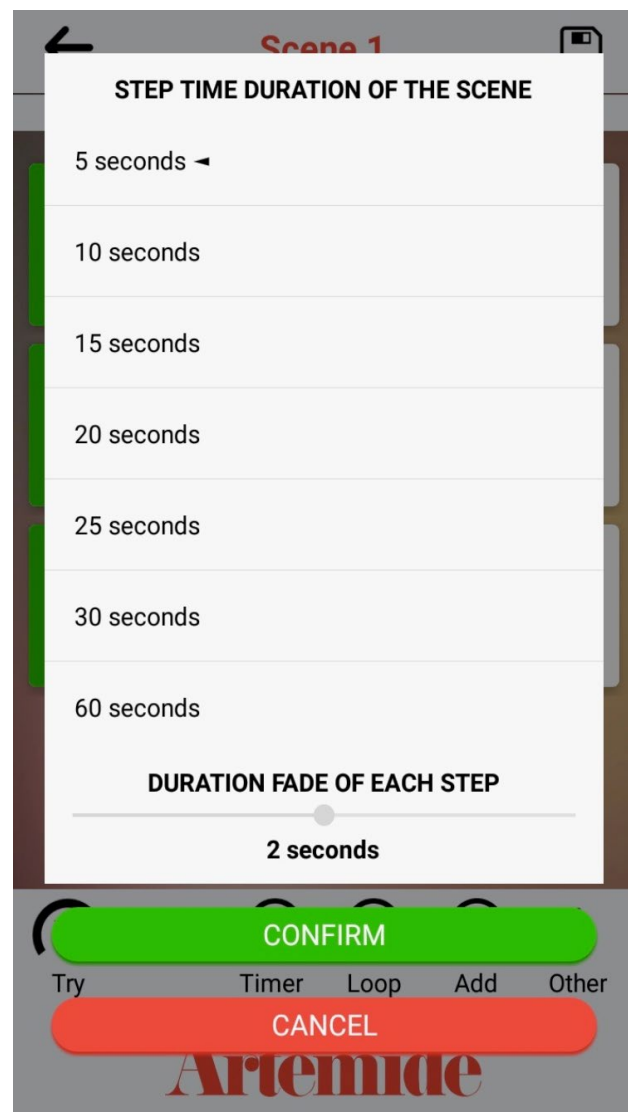 Scene 1
STEP TIME DURATION OF THE SCENE
5 seconds
10 seconds
15 seconds
20 seconds
25 seconds
30 seconds
60 seconds
DURATION FADE OF EACH STEP
2 seconds
CONFIRM
Try Timer Loop Add Other
CANCEL
Artemide